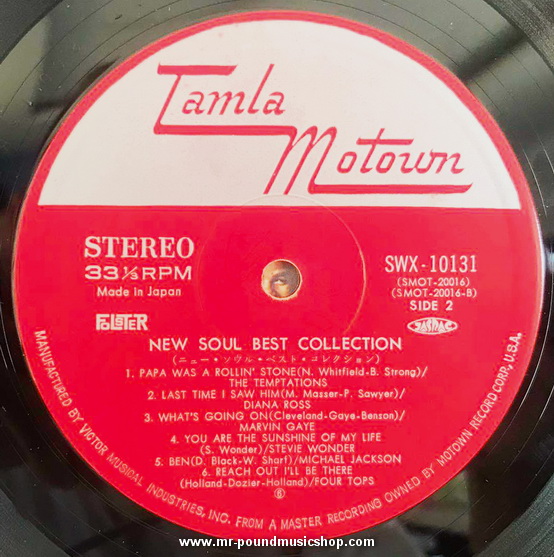 Tamla
Motown
STEREO
33⅓RPM
Made in Japan
SWX-10131
(SMOT-20016)
(SMOT-20016-B)
SIDE 2
JASRAC
NEW SOUL BEST COLLECTION
(ニュー・ソウル・ベスト・コレクション)
1. PAPA WAS A ROLLIN' STONE(N. Whitfield-B. Strong)/
THE TEMPTATIONS
2. LAST TIME I SAW HIM(M. Masser-P. Sawyer)/
DIANA ROSS
3. WHAT'S GOING ON(Cleveland-Gaye-Benson)/
MARVIN GAYE
4. YOU ARE THE SUNSHINE OF MY LIFE
(S. Wonder)/STEVIE WONDER
5. BEN(D. Black-W. Sharf)/MICHAEL JACKSON
6. REACH OUT I'LL BE THERE
(Holland-Dozier-Holland)/FOUR TOPS
MANUFACTURED BY VICTOR MUSICAL INDUSTRIES, INC. FROM A MASTER RECORDING OWNED BY MOTOWN RECORD CORP., U.S.A.
www.mr-poundmusicshop.com